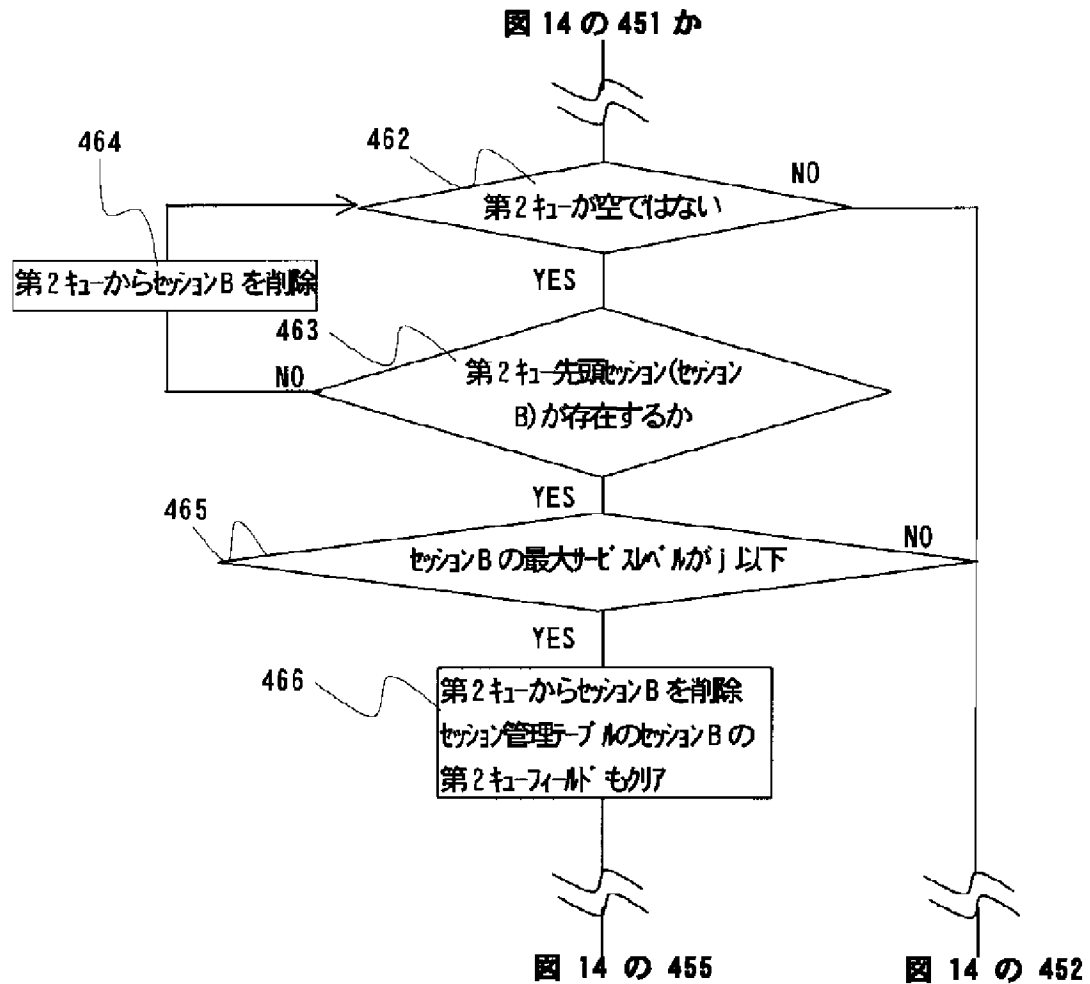 図 14 の 451 か
464
462
NO
第2キューが空ではない
第2キューからセッションB を削除
YES
463
NO
第2キュー先頭セッション(セッション
B)が存在するか
YES
465
NO
セッションB の最大サービスレベルが j 以下
YES
466
第2キューからセッションB を削除
セッション管理テーブルのセッションB の
第2キューフィールドもクリア
図 14 の 455
図 14 の 452